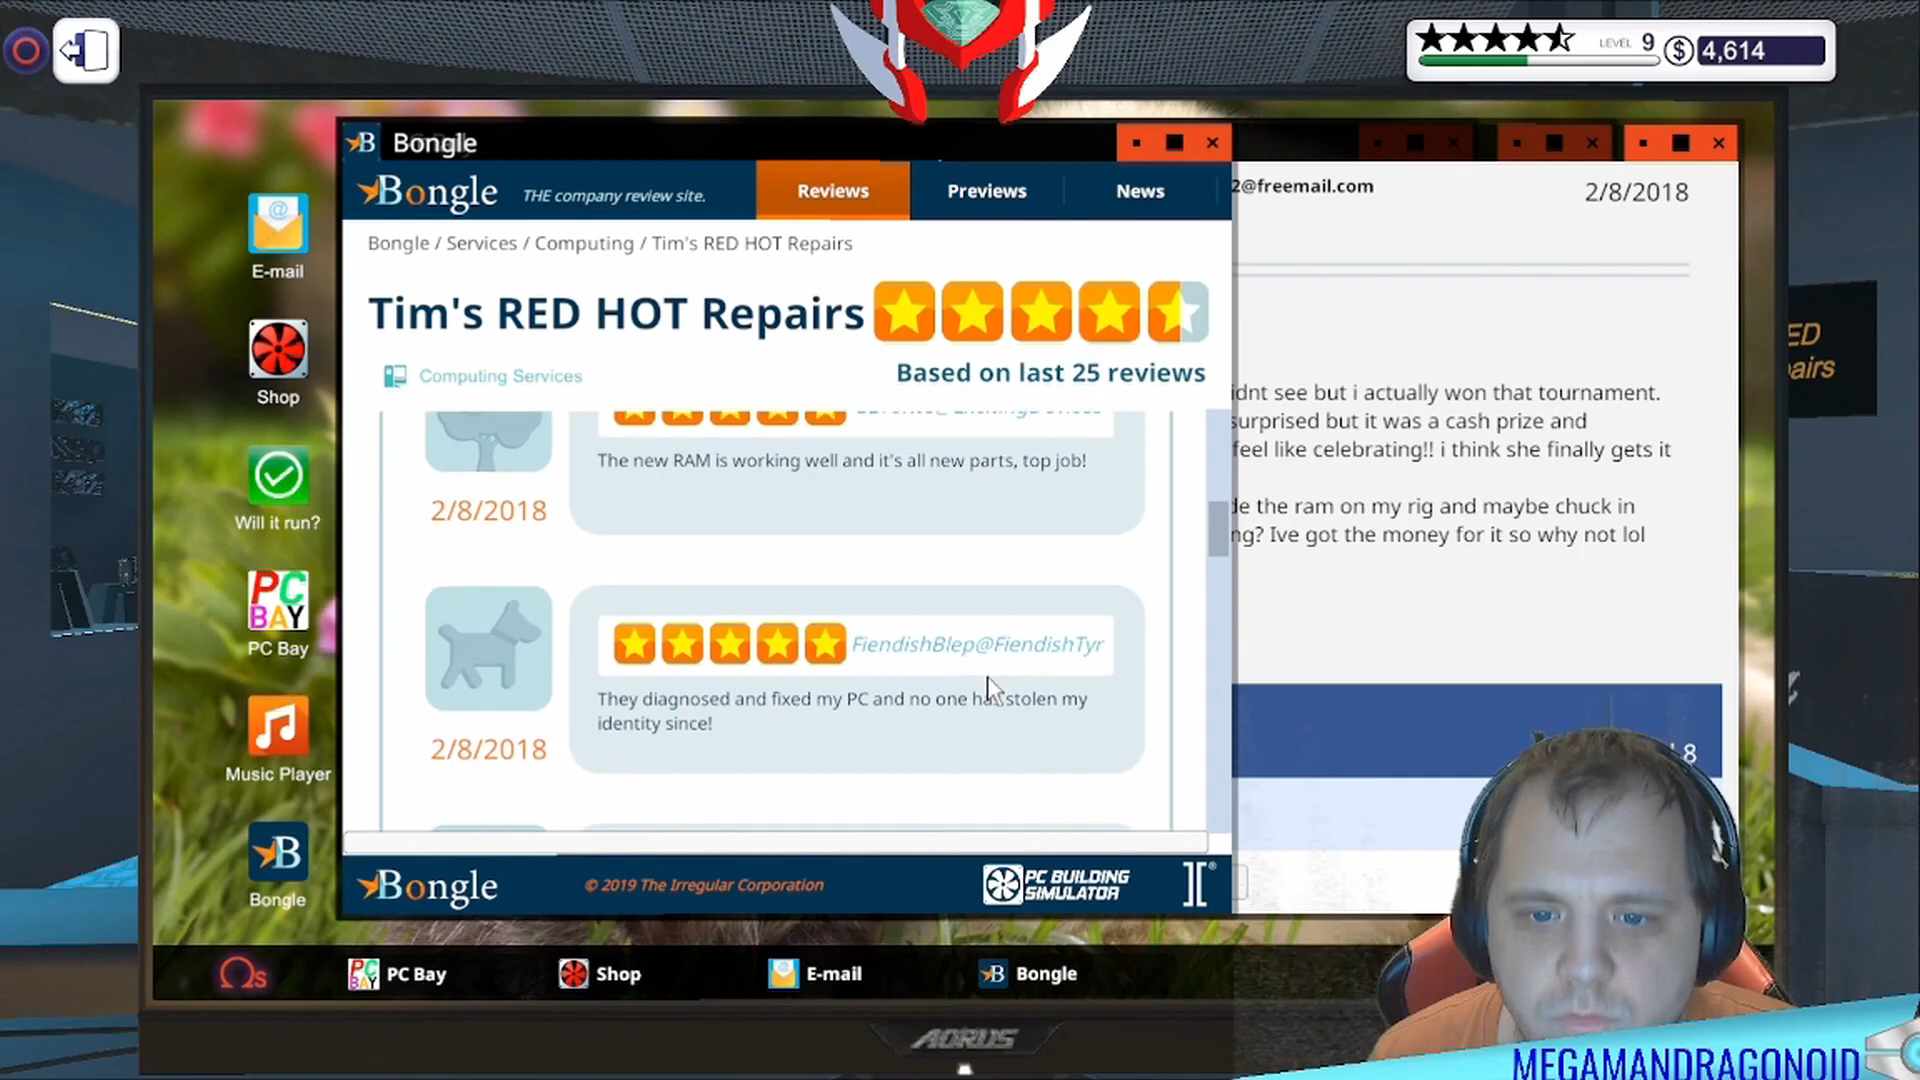 LEVEL 9
$ 4,614
Bongle
Bongle THE company review site.
Reviews
Previews
News
Bongle / Services / Computing / Tim's RED HOT Repairs
Tim's RED HOT Repairs
Computing Services
Based on last 25 reviews
The new RAM is working well and it's all new parts, top job!
2/8/2018
FiendishBlep@FiendishTyr
They diagnosed and fixed my PC and no one has stolen my
identity since!
2/8/2018
Bongle
© 2019 The Irregular Corporation
PC BUILDING
SIMULATOR
2@freemail.com
2/8/2018
idnt see but i actually won that tournament.
surprised but it was a cash prize and
feel like celebrating!! i think she finally gets it
de the ram on my rig and maybe chuck in
ng? Ive got the money for it so why not lol
8
ED
airs
E-mail
Shop
Will it run?
PC
BAY
PC Bay
Music Player
B
Bongle
PC Bay
Shop
E-mail
Bongle
AORUS
MEGAMANDRAGONOID